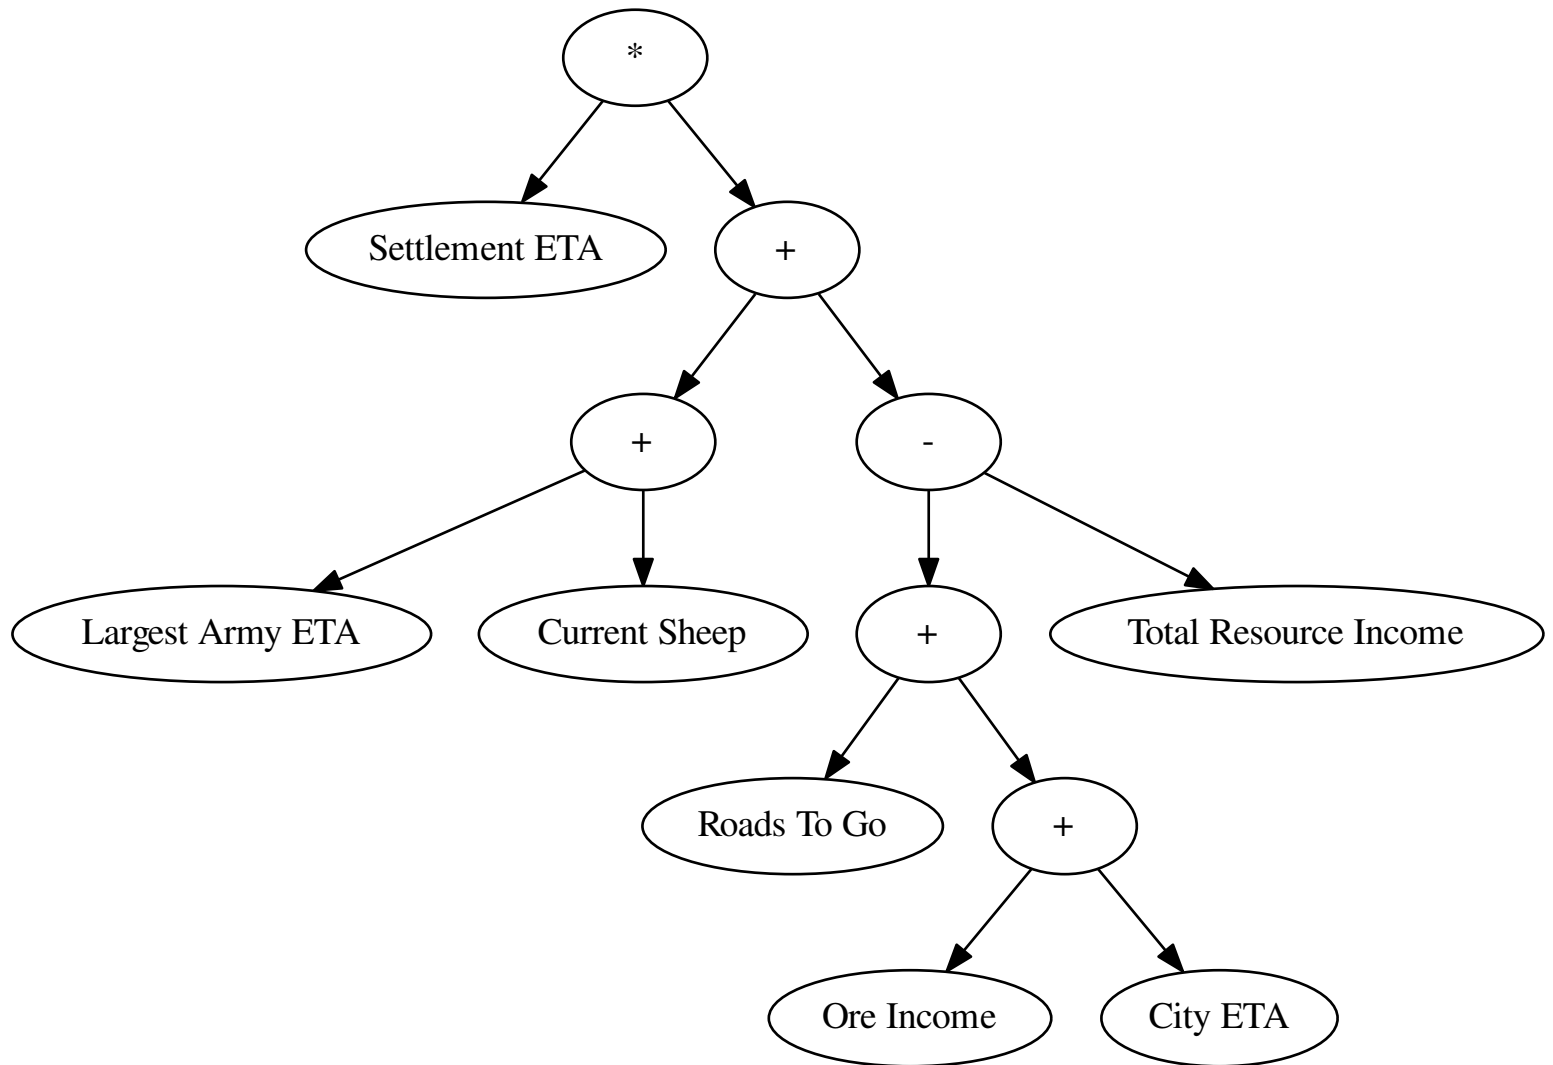 *
Settlement ETA
+
+
-
Largest Army ETA
Current Sheep
+
Total Resource Income
Roads To Go
+
Ore Income
City ETA